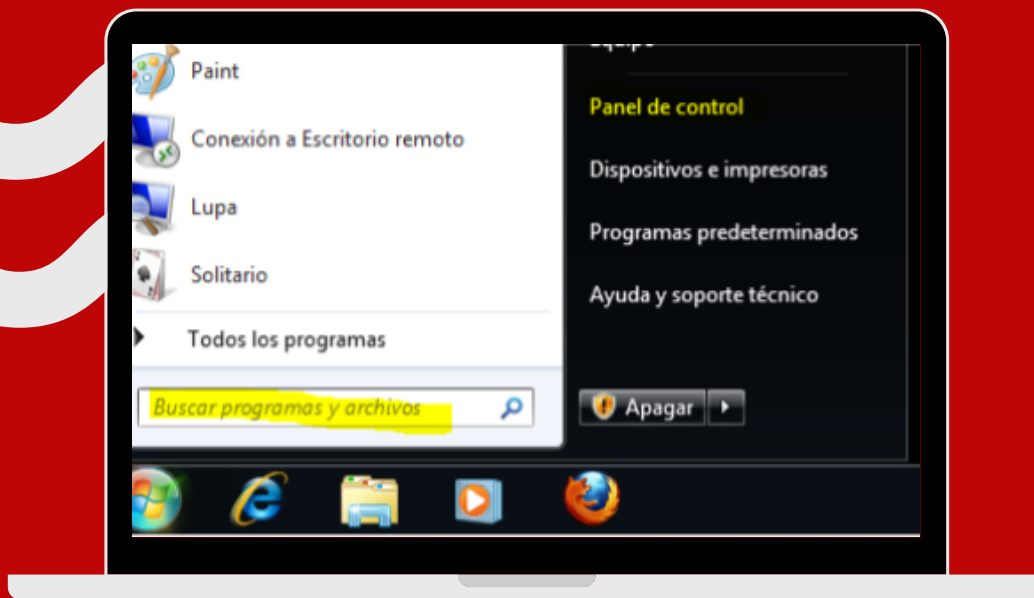 Paint
Conexión a Escritorio remoto
Lupa
Solitario
Todos los programas
Buscar programas y archivos
Panel de control
Dispositivos e impresoras
Programas predeterminados
Ayuda y soporte técnico
Apagar